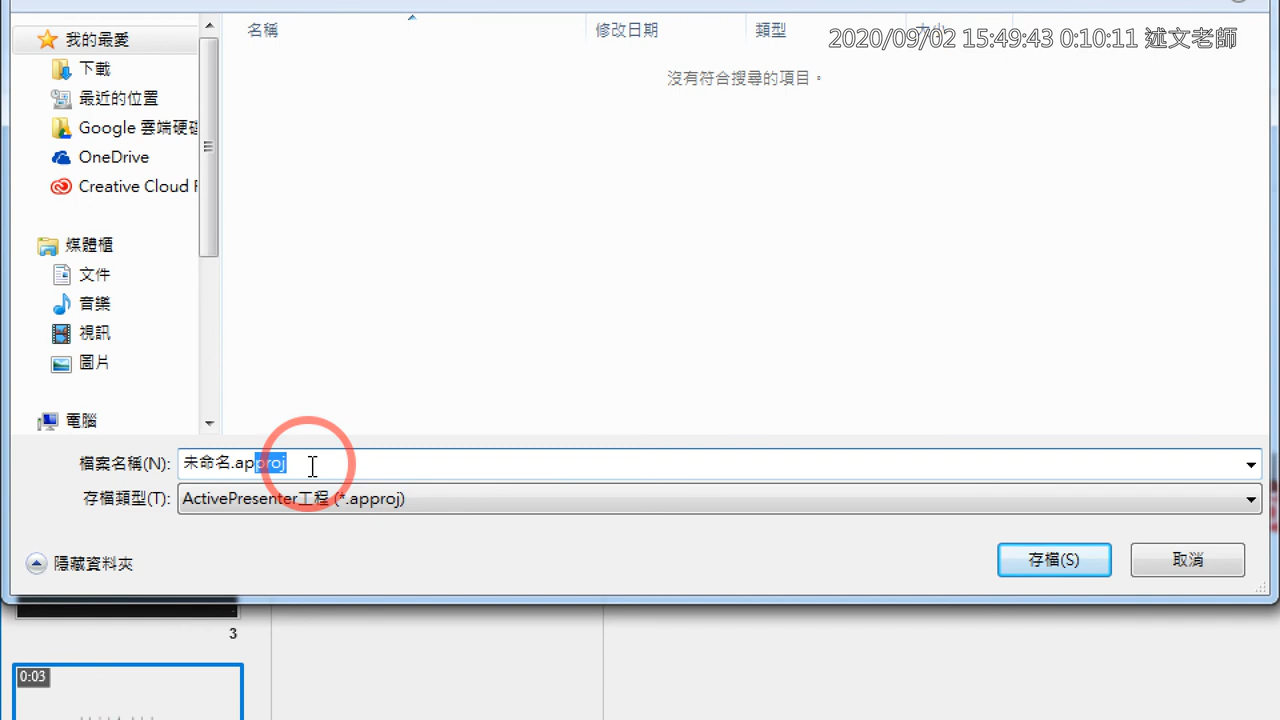 名稱 修改日期 類型 大小
2020/09/02 15:49:43 0:10:11 述文老師
沒有符合搜尋的項目。
我的最愛
下載
最近的位置
Google 雲端硬碟
OneDrive
Creative Cloud F
媒體櫃
文件
音樂
視訊
圖片
電腦
檔案名稱(N): 未命名.approj
存檔類型(T): ActivePresenter工程 (*.approj)
隱藏資料夾
存檔(S) 取消
3
0:03